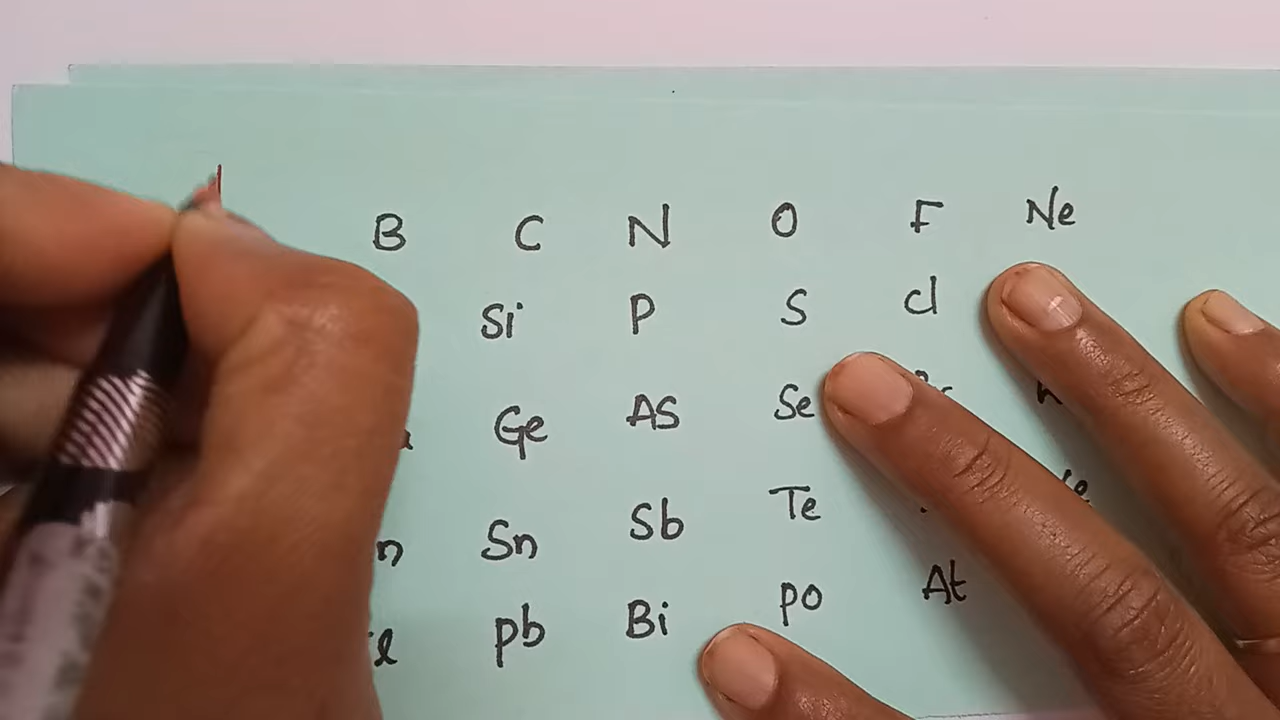 B C N O F Ne
Si P S Cl
Ge AS Se
Sn Sb Te
pb Bi po At